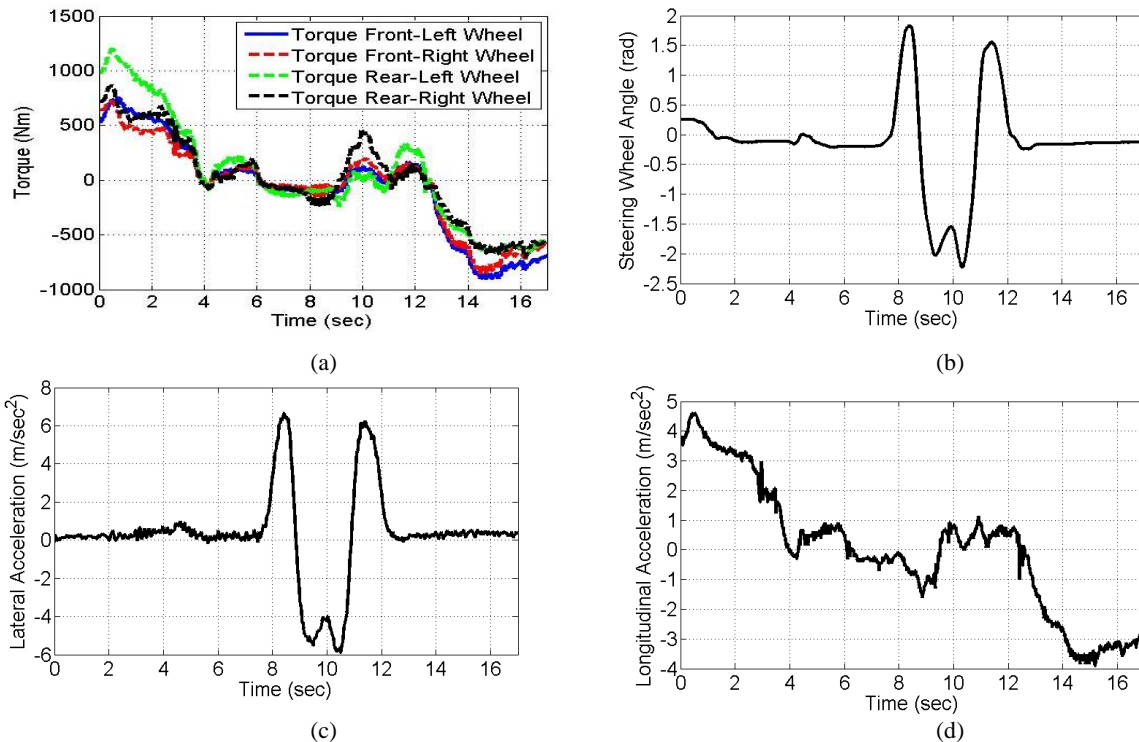 1500
1000
500
0
-500
-1000
Torque (Nm)
Torque Front-Left Wheel
Torque Front-Right Wheel
Torque Rear-Left Wheel
Torque Rear-Right Wheel
0 2 4 6 8 10 12 14 16
Time (sec)
(a)
2
1.5
1
0.5
0
-0.5
-1
-1.5
-2
-2.5
Steering Wheel Angle (rad)
0 2 4 6 8 10 12 14 16
Time (sec)
(b)
8
6
4
2
0
-2
-4
-6
Lateral Acceleration (m/sec²)
0 2 4 6 8 10 12 14 16
Time (sec)
(c)
5
4
3
2
1
0
-1
-2
-3
-4
Longitudinal Acceleration (m/sec²)
0 2 4 6 8 10 12 14 16
Time (sec)
(d)